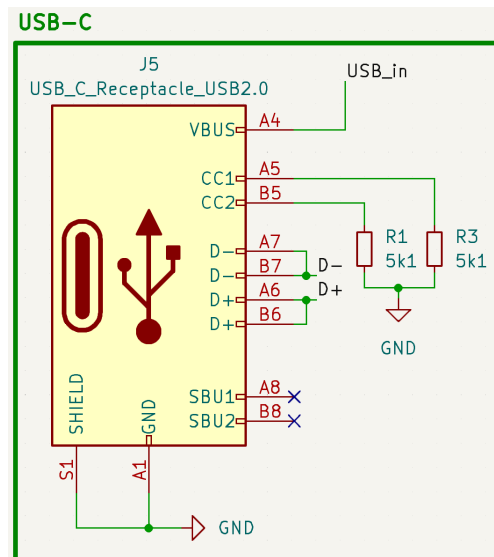 USB-C
J5
USB_C_Receptacle_USB2.0
USB_in
VBUS A4
CC1 A5
CC2 B5
R1
5k1
R3
5k1
D- A7
D- B7
D-
D+ A6
D+
D+ B6
GND
SBU1 A8
SBU2 B8
SHIELD
GND
S1
A1
GND